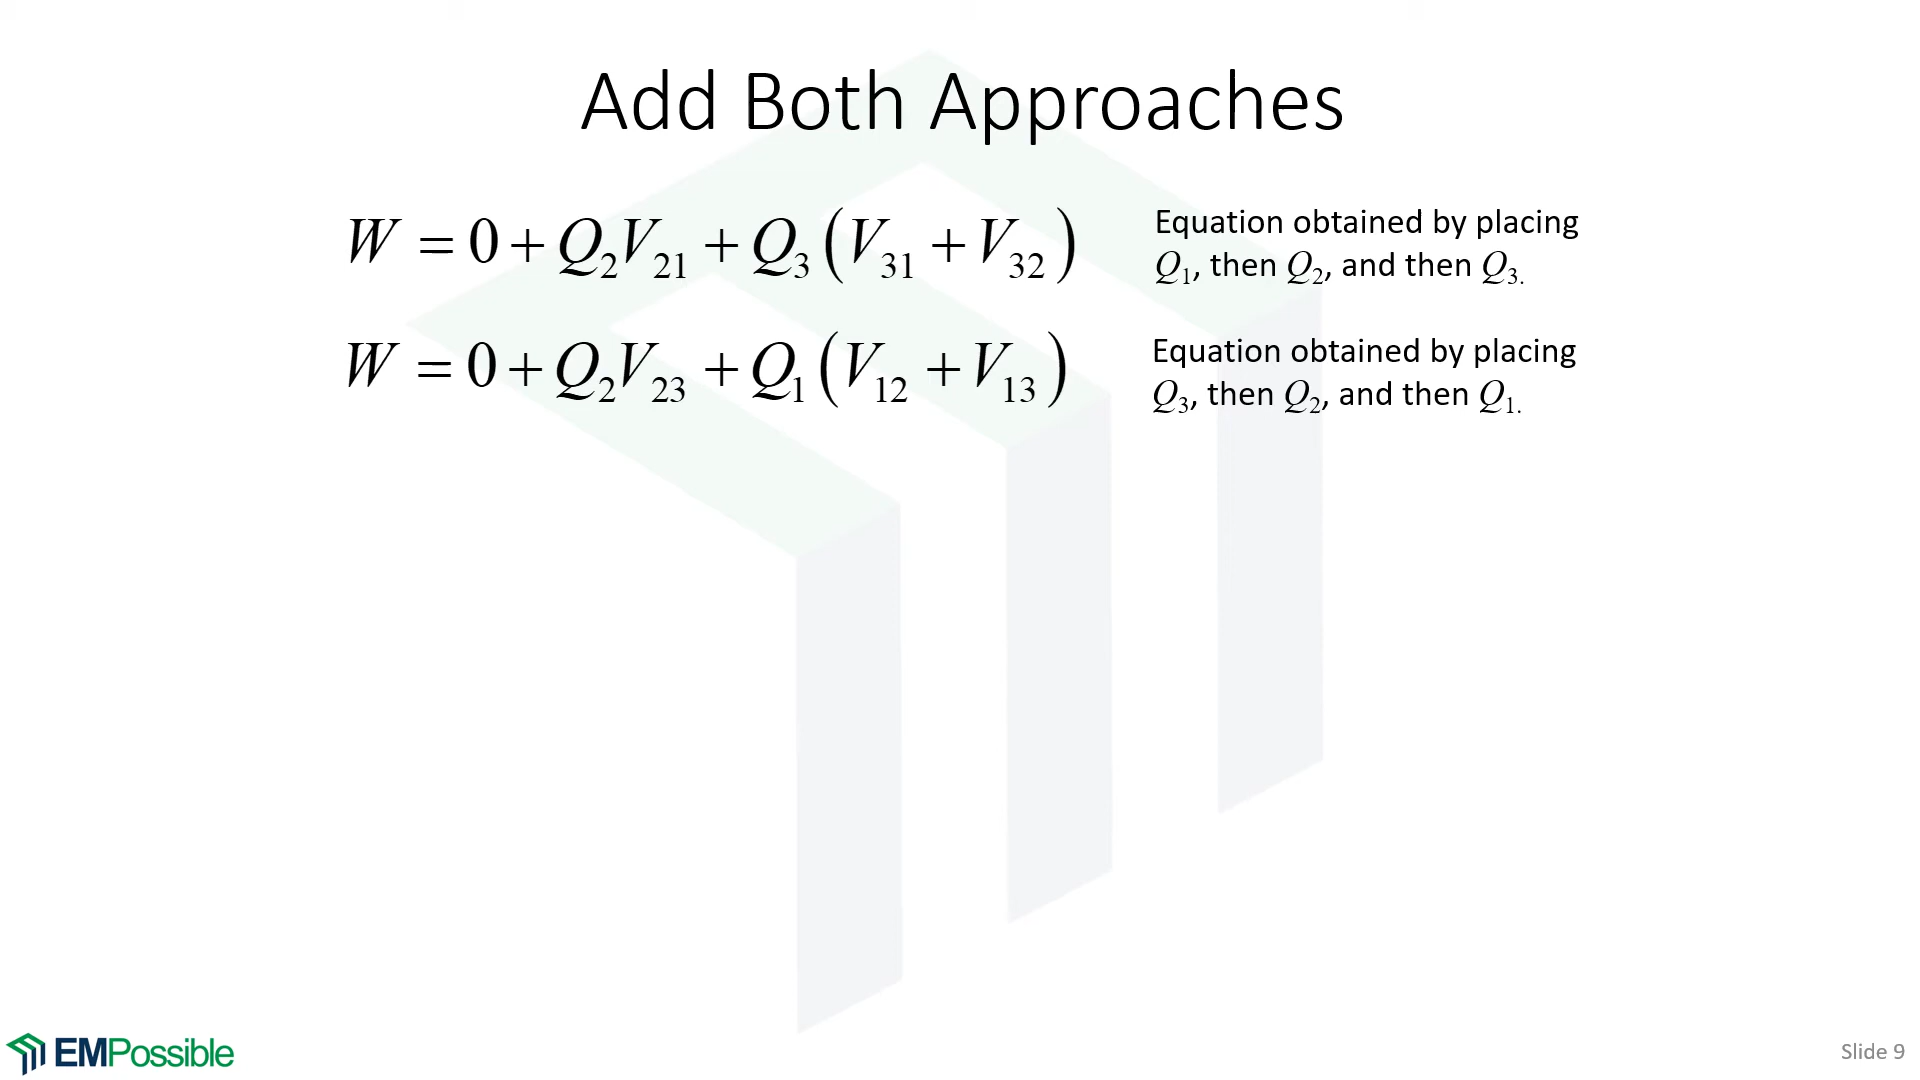 Add Both Approaches
W = 0 + Q₂V₂₁ + Q₃(V₃₁ + V₃₂)
Equation obtained by placing
Q₁, then Q₂, and then Q₃.
W = 0 + Q₂V₂₃ + Q₁(V₁₂ + V₁₃)
Equation obtained by placing
Q₃, then Q₂, and then Q₁.
EMPossible
Slide 9